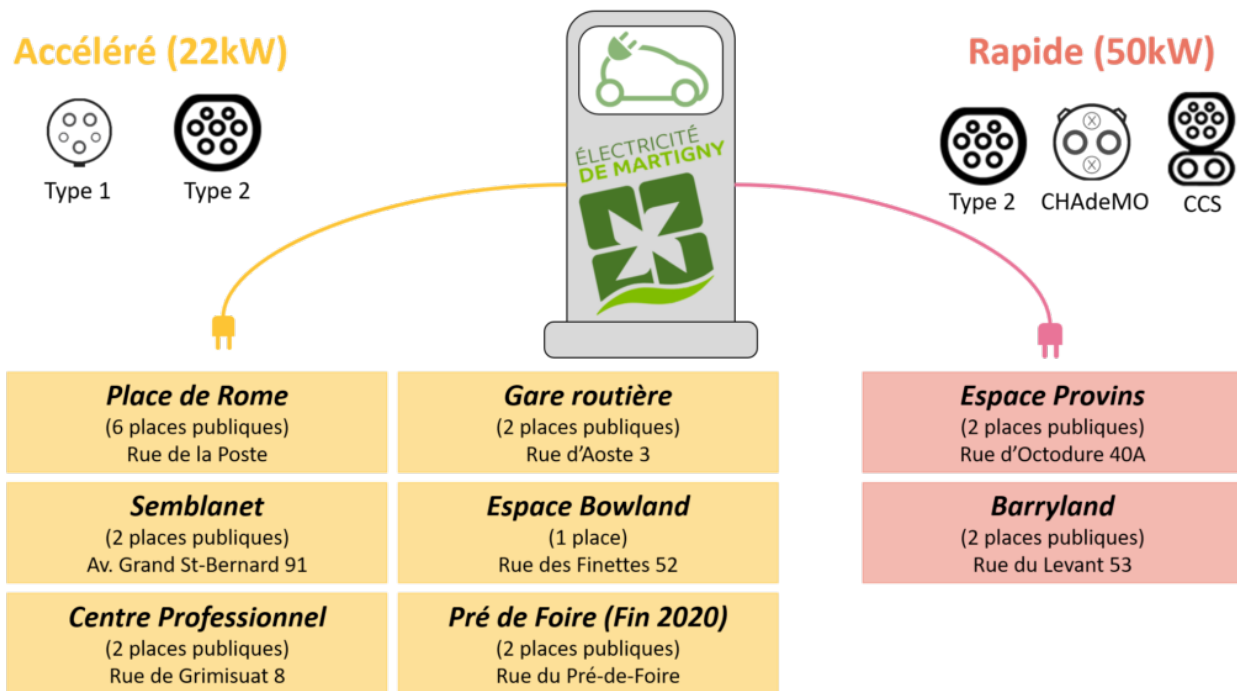 Accéléré (22kW)
Type 1
Type 2
ÉLECTRICITÉ
DE MARTIGNY
Rapide (50kW)
Type 2
CHAdeMO
CCS
Place de Rome
(6 places publiques)
Rue de la Poste
Gare routière
(2 places publiques)
Rue d'Aoste 3
Espace Provins
(2 places publiques)
Rue d'Octodure 40A
Semblanet
(2 places publiques)
Av. Grand St-Bernard 91
Espace Bowland
(1 place)
Rue des Finettes 52
Barryland
(2 places publiques)
Rue du Levant 53
Centre Professionnel
(2 places publiques)
Rue de Grimisuat 8
Pré de Foire (Fin 2020)
(2 places publiques)
Rue du Pré-de-Foire